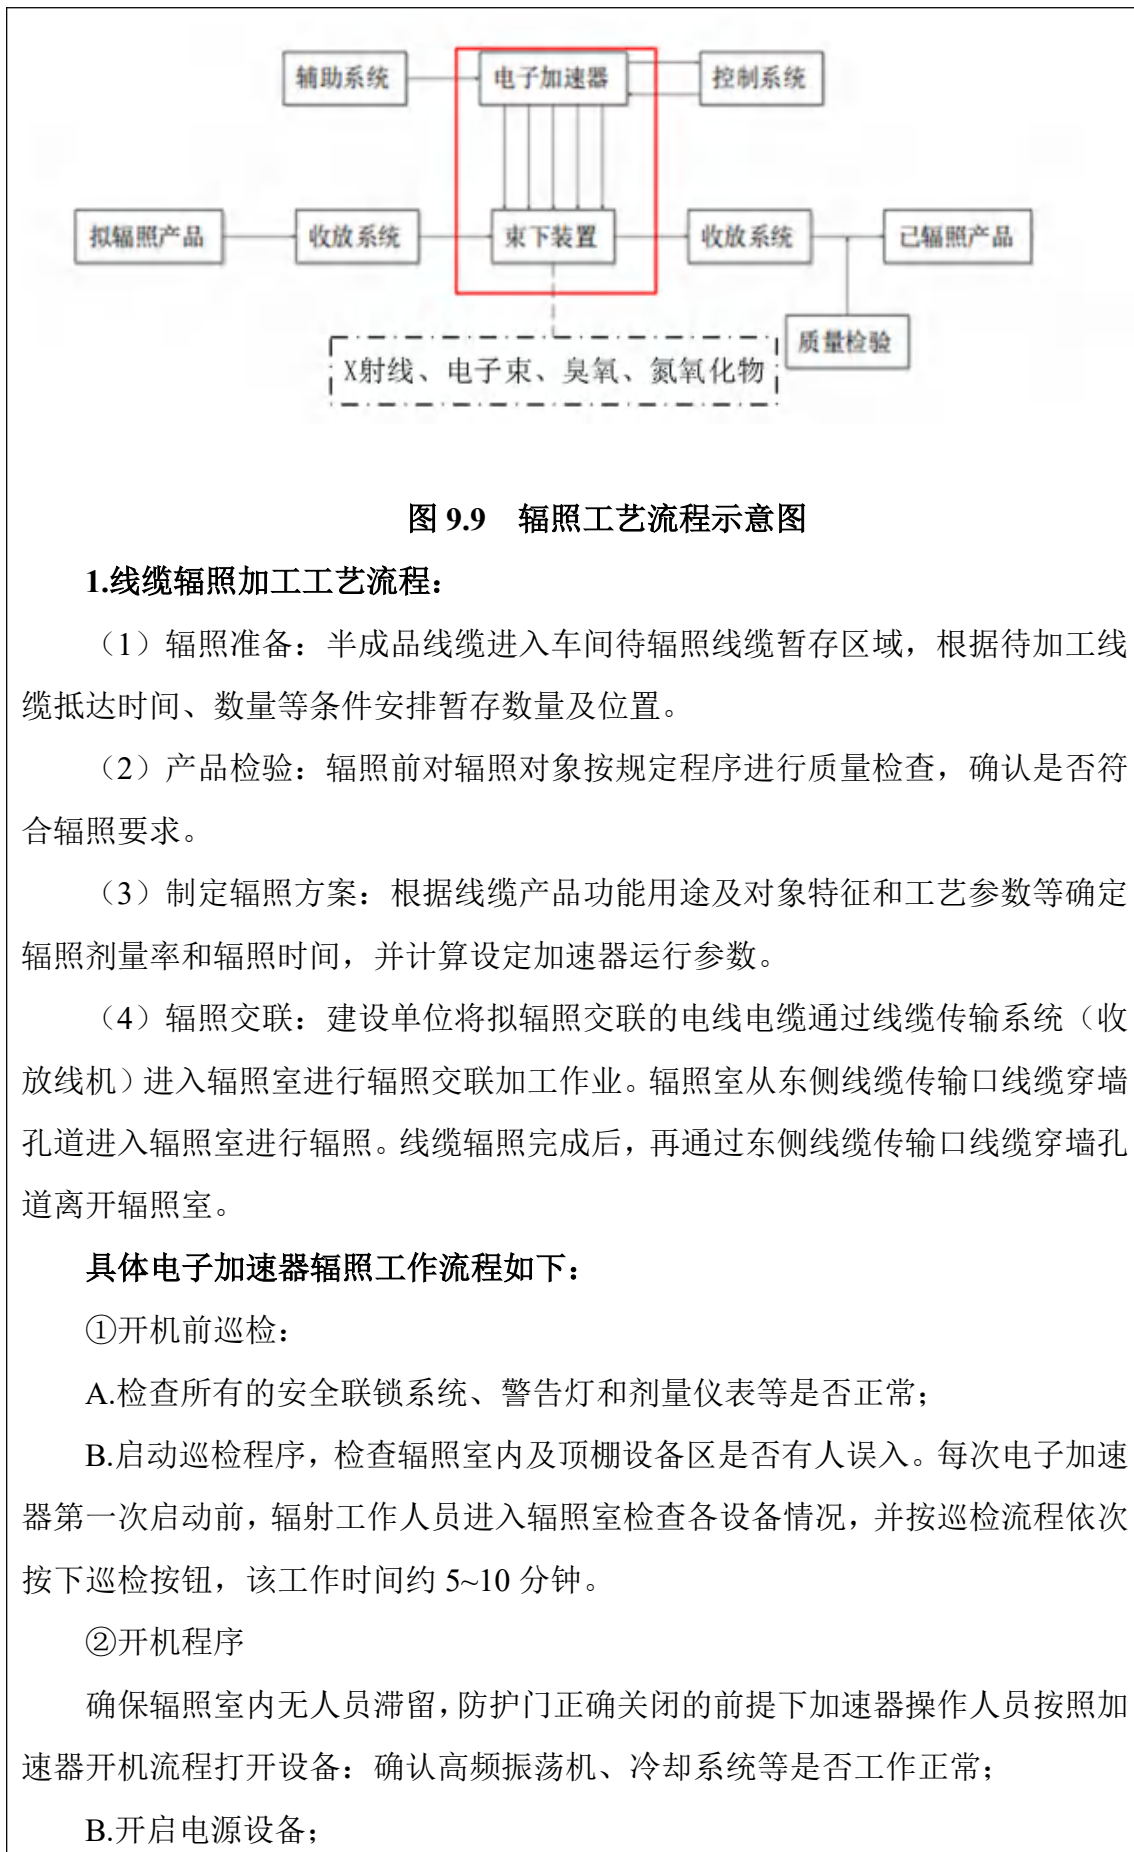 辅助系统
电子加速器
控制系统
拟辐照产品
收放系统
束下装置
收放系统
已辐照产品
质量检验
X射线、电子束、臭氧、氮氧化物
图 9.9 辐照工艺流程示意图
1.线缆辐照加工工艺流程：
（1）辐照准备：半成品线缆进入车间待辐照线缆暂存区域，根据待加工线
缆抵达时间、数量等条件安排暂存数量及位置。
（2）产品检验：辐照前对辐照对象按规定程序进行质量检查，确认是否符
合辐照要求。
（3）制定辐照方案：根据线缆产品功能用途及对象特征和工艺参数等确定
辐照剂量率和辐照时间，并计算设定加速器运行参数。
（4）辐照交联：建设单位将拟辐照交联的电线电缆通过线缆传输系统（收
放线机）进入辐照室进行辐照交联加工作业。辐照室从东侧线缆传输口线缆穿墙
孔道进入辐照室进行辐照。线缆辐照完成后，再通过东侧线缆传输口线缆穿墙孔
道离开辐照室。
具体电子加速器辐照工作流程如下：
①开机前巡检：
A.检查所有的安全联锁系统、警告灯和剂量仪表等是否正常；
B.启动巡检程序，检查辐照室内及顶棚设备区是否有人误入。每次电子加速
器第一次启动前，辐射工作人员进入辐照室检查各设备情况，并按巡检流程依次
按下巡检按钮，该工作时间约 5~10 分钟。
②开机程序
确保辐照室内无人员滞留，防护门正确关闭的前提下加速器操作人员按照加
速器开机流程打开设备：确认高频振荡机、冷却系统等是否工作正常；
B.开启电源设备；